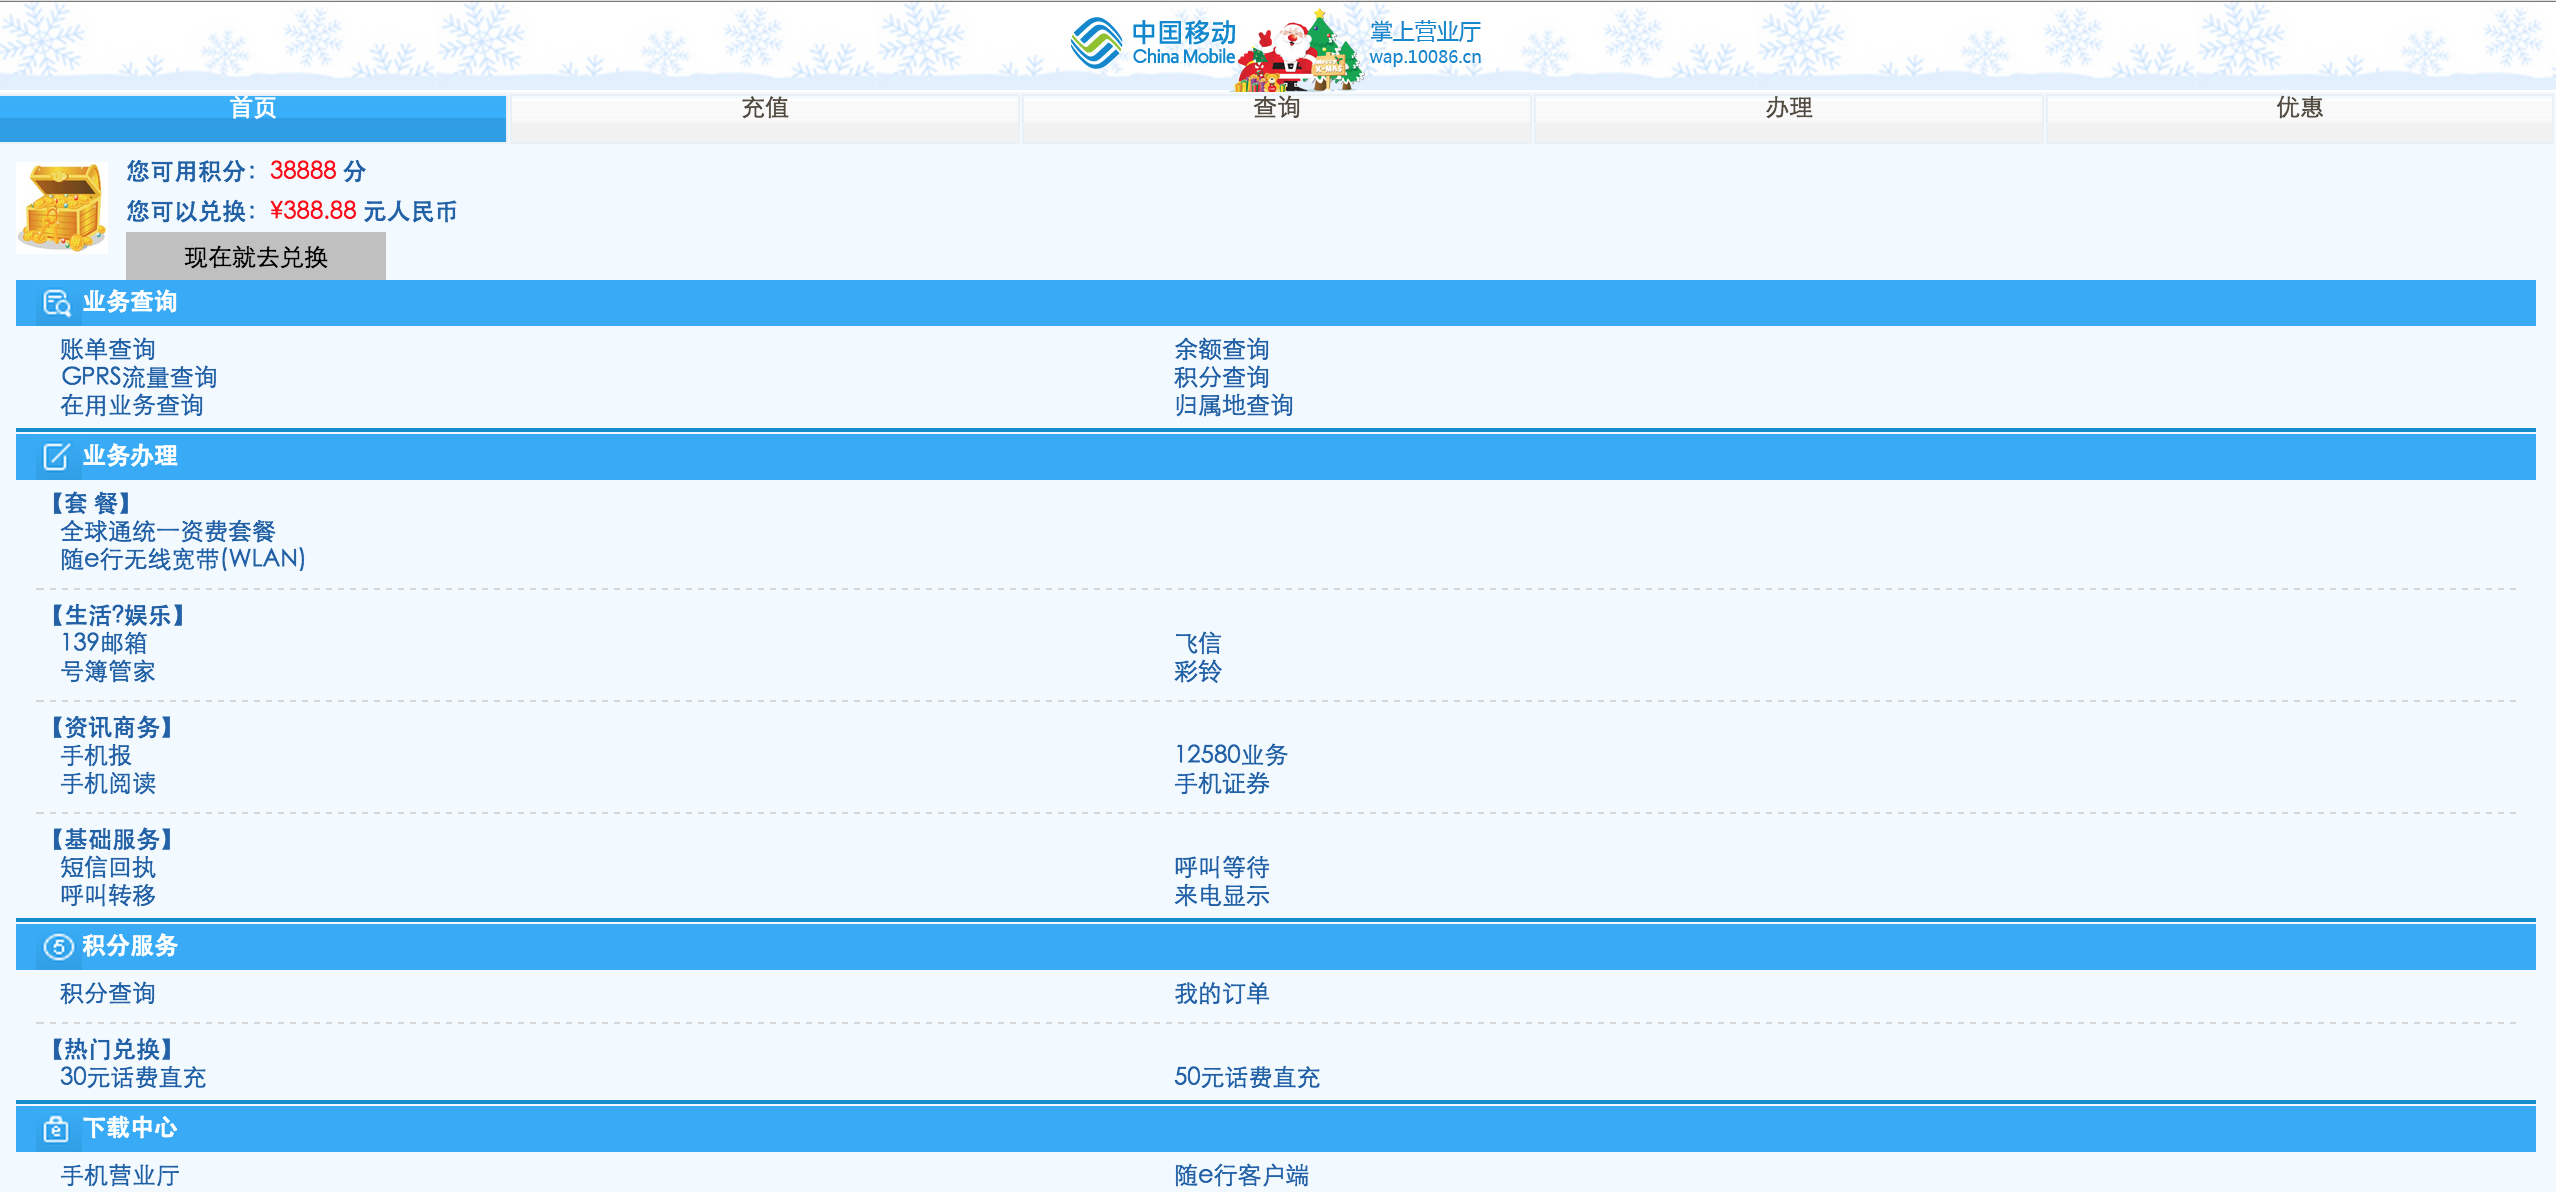 中国移动
China Mobile
掌上营业厅
wap.10086.cn
首页 充值 查询 办理 优惠
您可用积分：38888 分
您可以兑换：¥388.88 元人民币
现在就去兑换
业务查询
账单查询 余额查询
GPRS流量查询 积分查询
在用业务查询 归属地查询
业务办理
【套 餐】
全球通统一资费套餐
随e行无线宽带(WLAN)
【生活?娱乐】
139邮箱 飞信
号簿管家 彩铃
【资讯商务】
手机报 12580业务
手机阅读 手机证券
【基础服务】
短信回执 呼叫等待
呼叫转移 来电显示
积分服务
积分查询 我的订单
【热门兑换】
30元话费直充 50元话费直充
下载中心
手机营业厅 随e行客户端